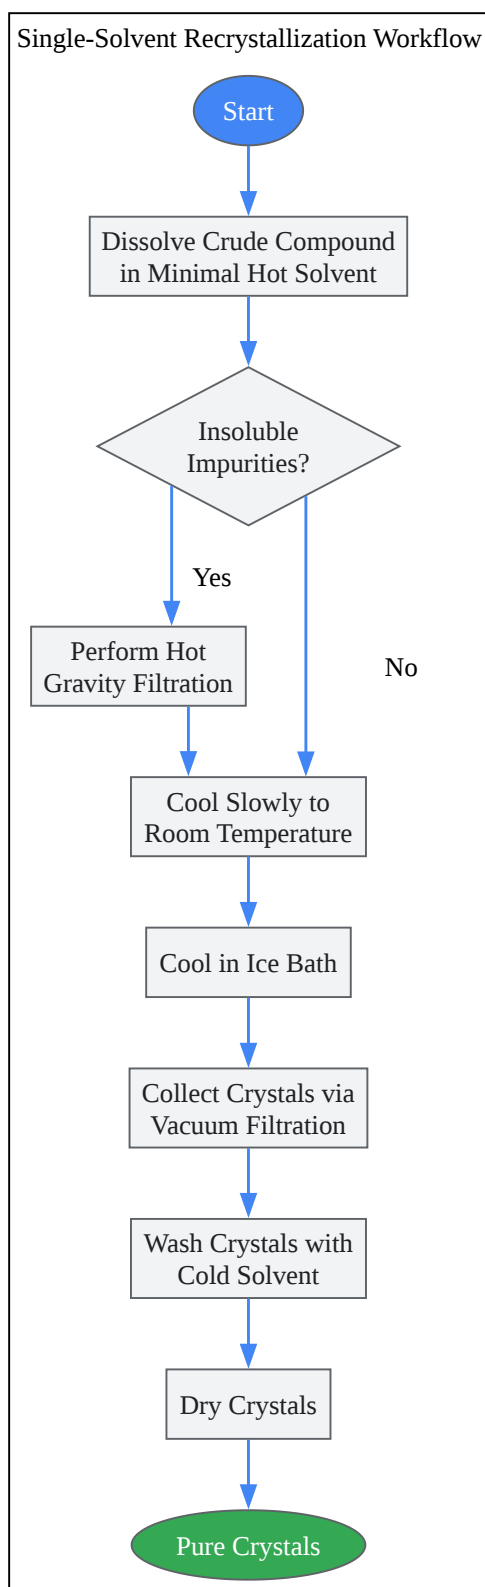 Single-Solvent Recrystallization Workflow
Start
Dissolve Crude Compound
in Minimal Hot Solvent
Insoluble
Impurities?
Yes
Perform Hot
Gravity Filtration
No
Cool Slowly to
Room Temperature
Cool in Ice Bath
Collect Crystals via
Vacuum Filtration
Wash Crystals with
Cold Solvent
Dry Crystals
Pure Crystals